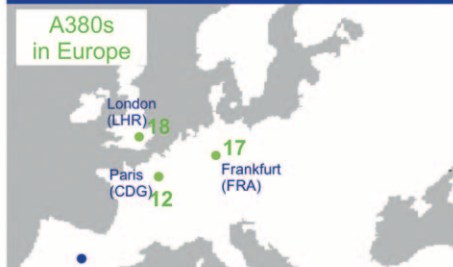 A380s
in Europe
London
(LHR)
18
17
Paris
(CDG)
12
Frankfurt
(FRA)